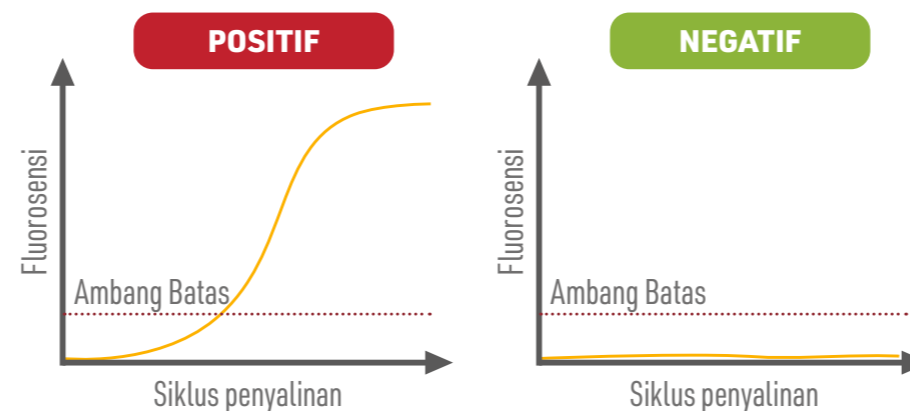 POSITIF
Fluorosensi
Ambang Batas
Siklus penyalinan
NEGATIF
Fluorosensi
Ambang Batas
Siklus penyalinan